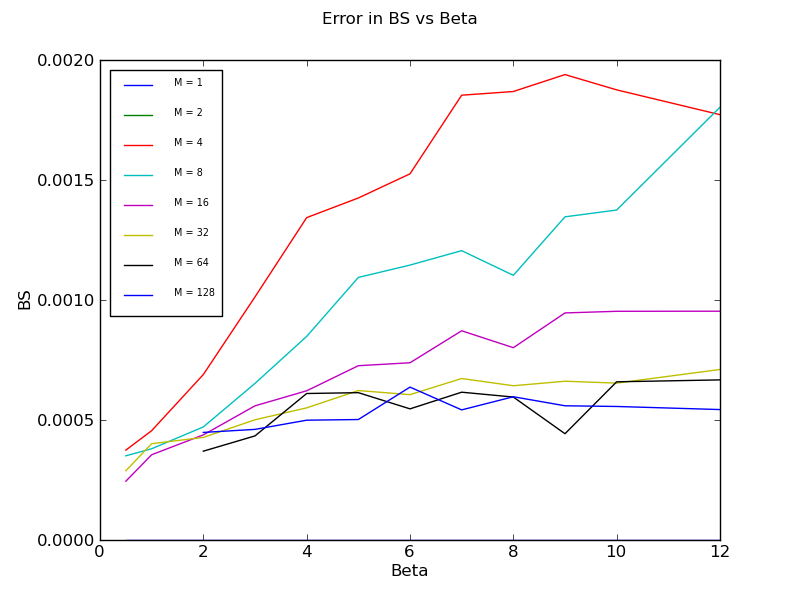 Error in BS vs Beta
0.0020
0.0015
0.0010
0.0005
0.0000
BS
M = 1
M = 2
M = 4
M = 8
M = 16
M = 32
M = 64
M = 128
0 2 4 6 8 10 12
Beta